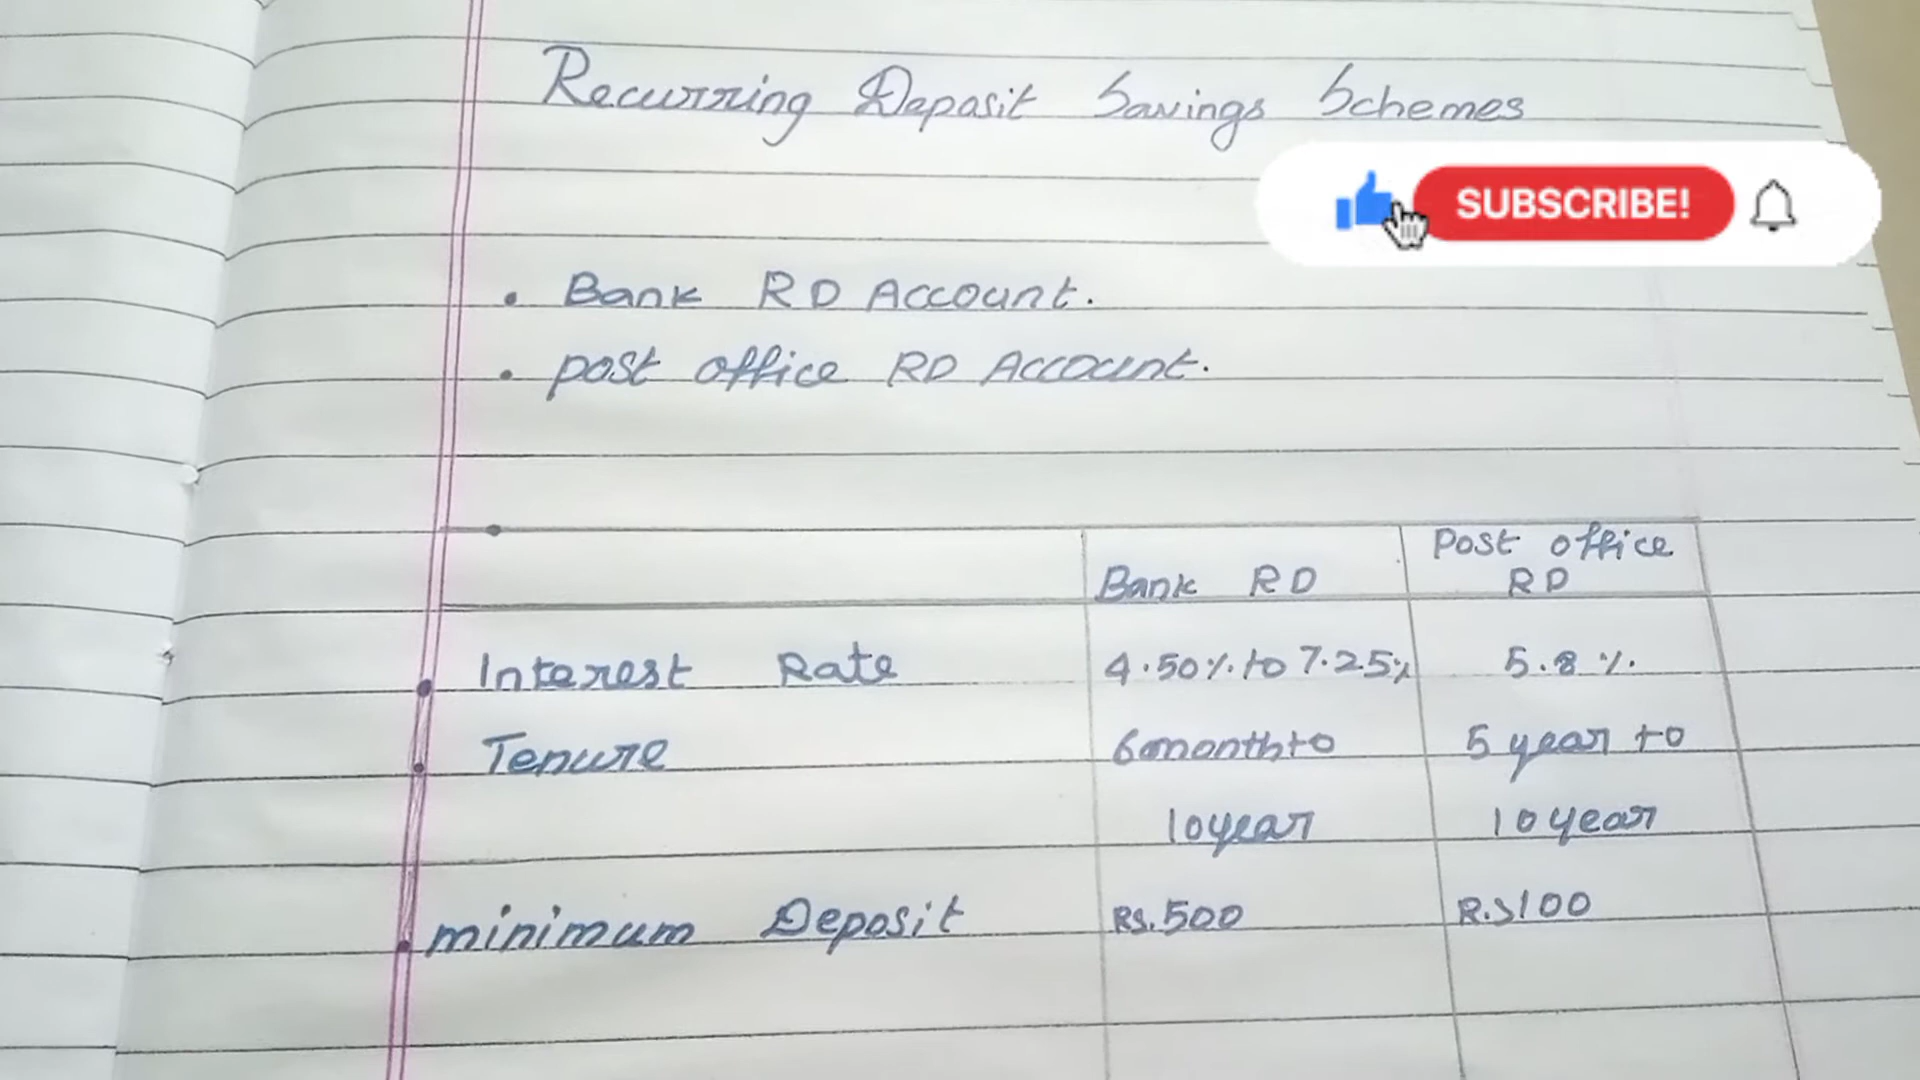 Recurring Deposit Savings Schemes
SUBSCRIBE!
. Bank RD Account.
. post office RD Account.
Bank RD
Post office
RD
Interest Rate 4.50% to 7.25% 5.8%.
Tenure 6month to 5 year to
10year 10 year
minimum Deposit Rs.500 R.s100